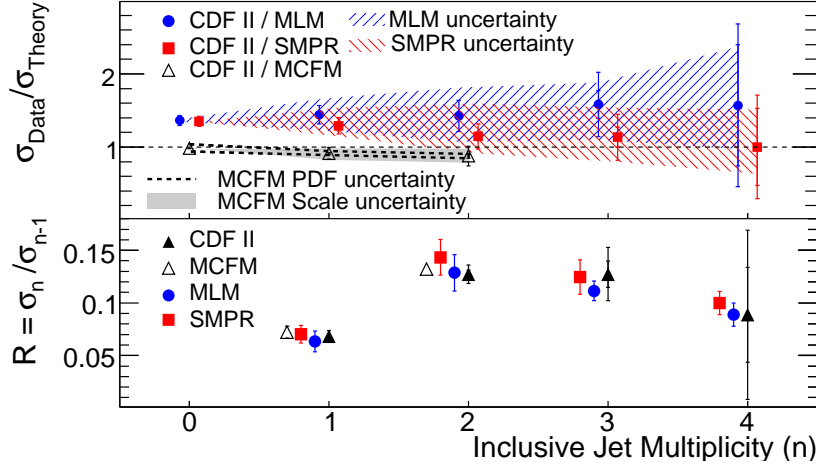 CDF II / MLM
CDF II / SMPR
CDF II / MCFM
MLM uncertainty
SMPR uncertainty
σData/σTheory
2
1
MCFM PDF uncertainty
MCFM Scale uncertainty
R = σn/σn-1
CDF II
MCFM
MLM
SMPR
0.15
0.1
0.05
0 1 2 3 4
Inclusive Jet Multiplicity (n)